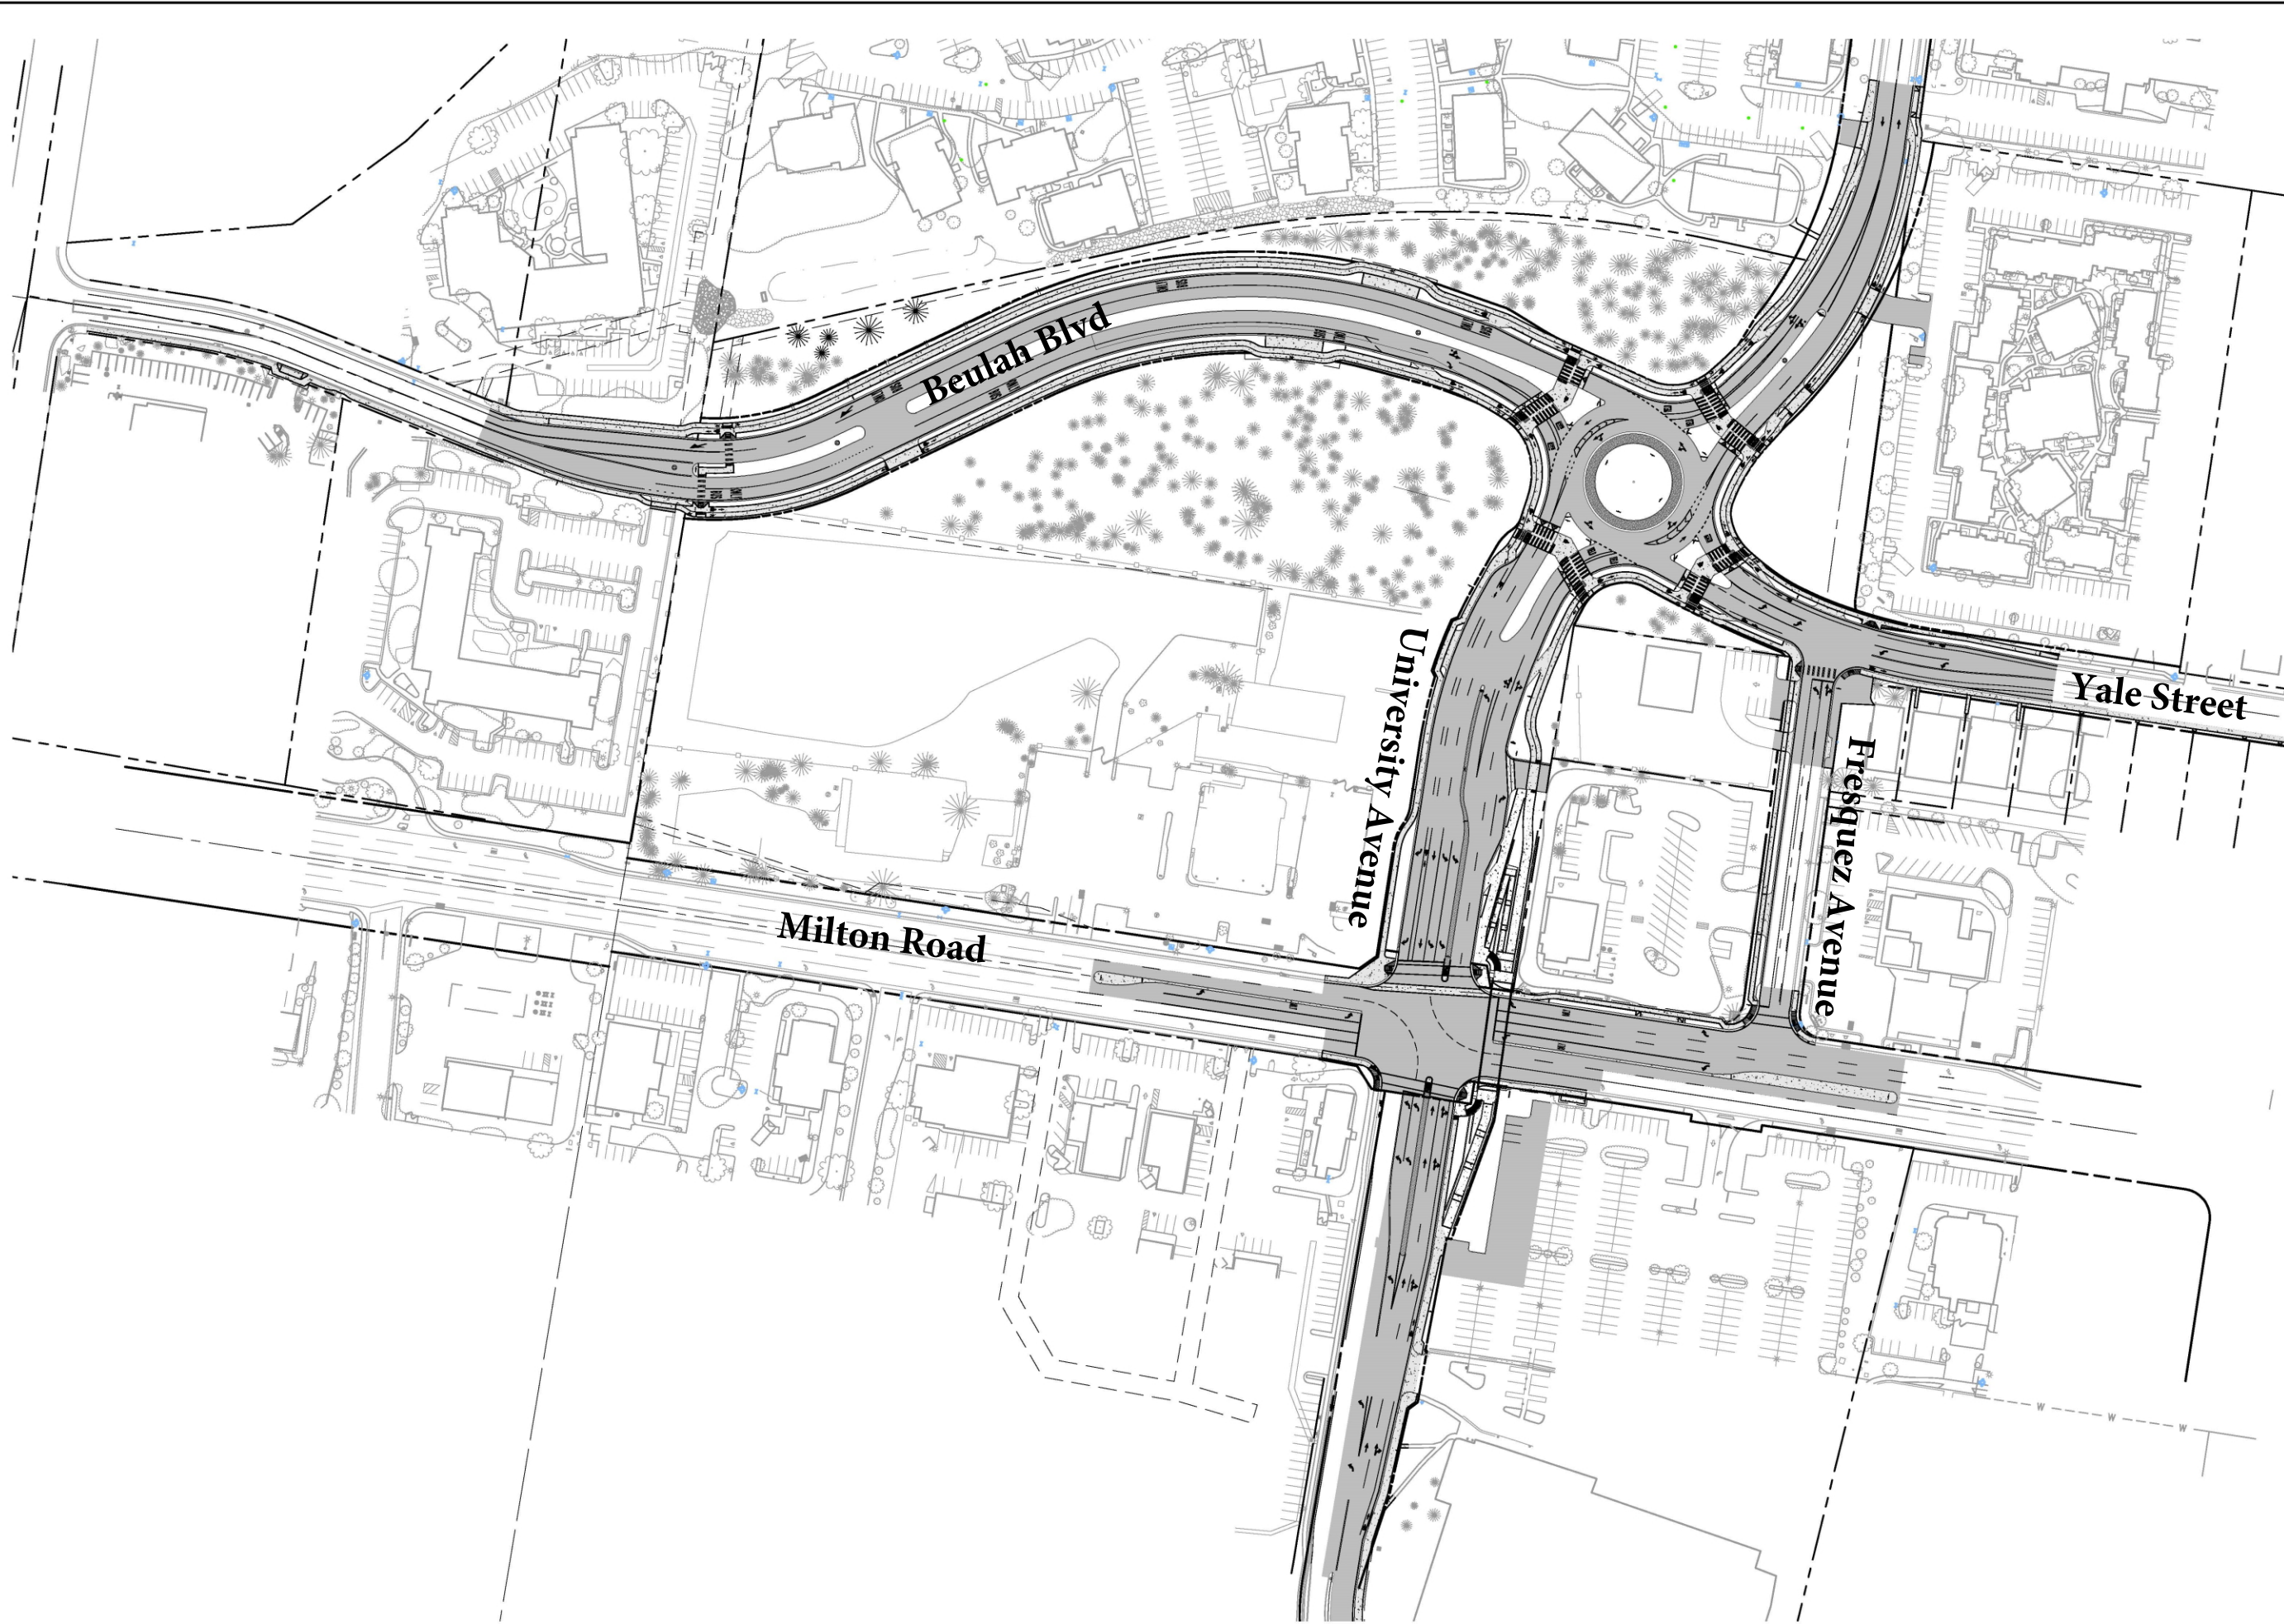 Beulah Blvd
University Avenue
Yale Street
Fresquez Avenue
Milton Road
W W W